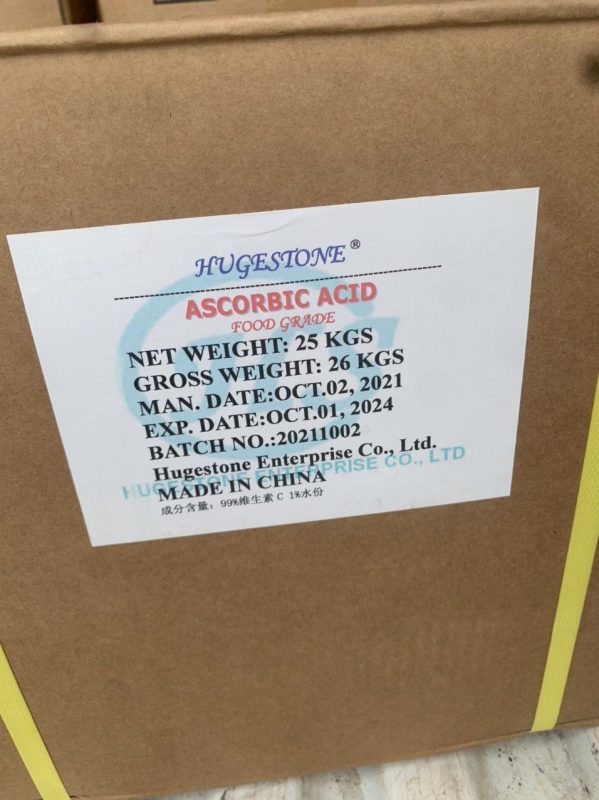 HUGESTONE®
ASCORBIC ACID
FOOD GRADE
NET WEIGHT: 25 KGS
GROSS WEIGHT: 26 KGS
MAN. DATE:OCT.02, 2021
EXP. DATE:OCT.01, 2024
BATCH NO.:20211002
Hugestone Enterprise Co., Ltd.
HUGESTONE ENTERPRISE CO., LTD
MADE IN CHINA
成分含量: 99%维生素 C 1%水份